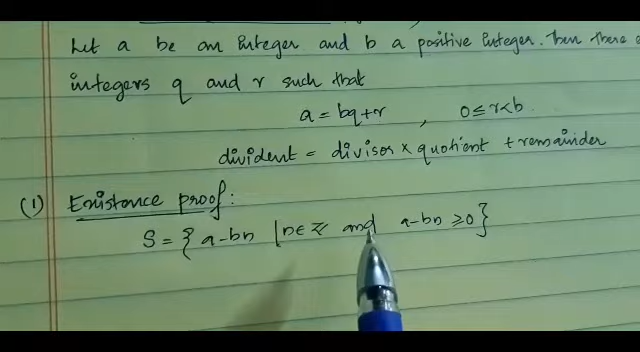 Let a be an integer and b a positive integer. Then there
integers q and r such that
a = bq+r , 0 ≤ r < b.
divident = divisor × quotient + remainder
(1) Existance proof:
S = { a-bn | n ∈ ℤ and a-bn ≥ 0 }